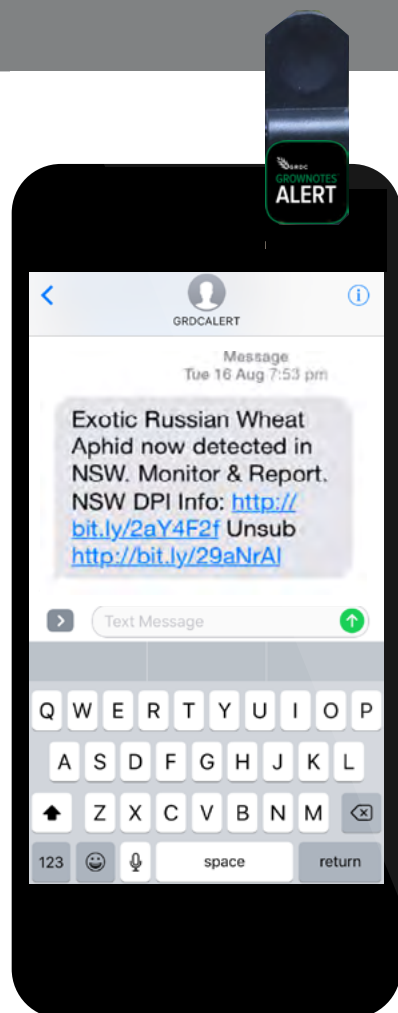 GRDC
GROWNOTES
ALERT
GRDCALERT
Message
Tue 16 Aug 7:53 pm
Exotic Russian Wheat
Aphid now detected in
NSW. Monitor & Report.
NSW DPI Info: http://
bit.ly/2aY4F2f Unsub
http://bit.ly/29aNrAl
Text Message
Q W E R T Y U I O P
A S D F G H J K L
Z X C V B N M
123 space return